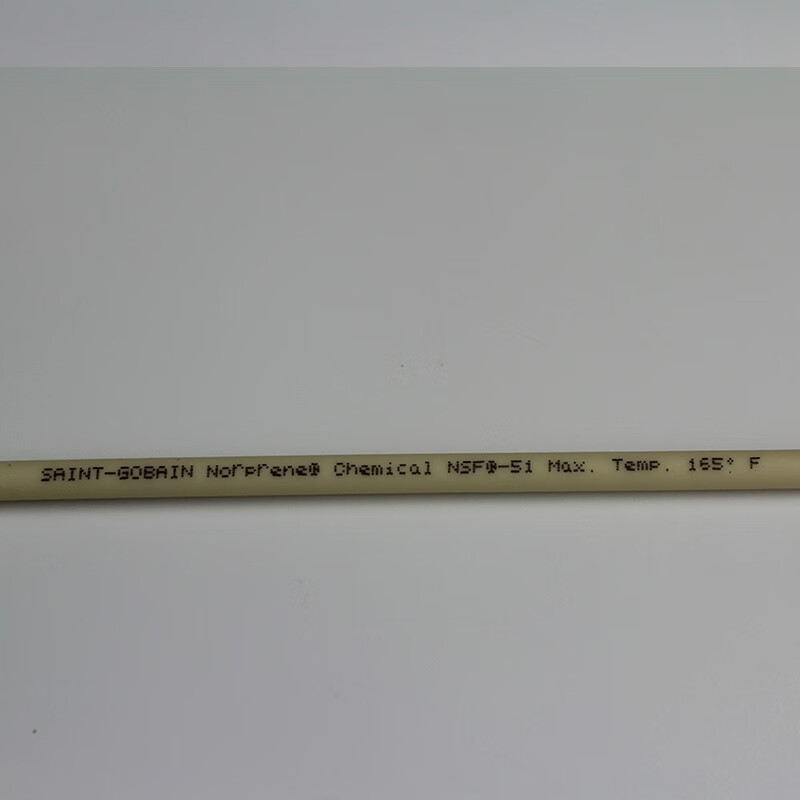 SAINT-GOBAIN Norprene® Chemical NSF®-51 Max. Temp. 165° F